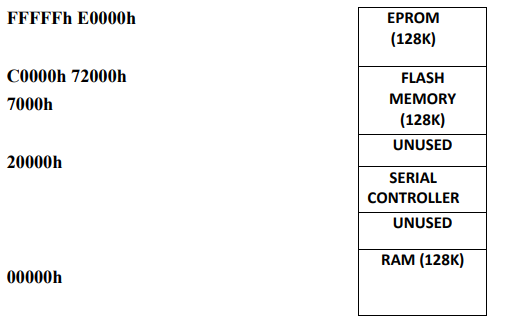 FFFFFh E0000h
EPROM
(128K)
C0000h 72000h
FLASH
7000h
MEMORY
(128K)
UNUSED
20000h
SERIAL
CONTROLLER
UNUSED
RAM (128K)
00000h